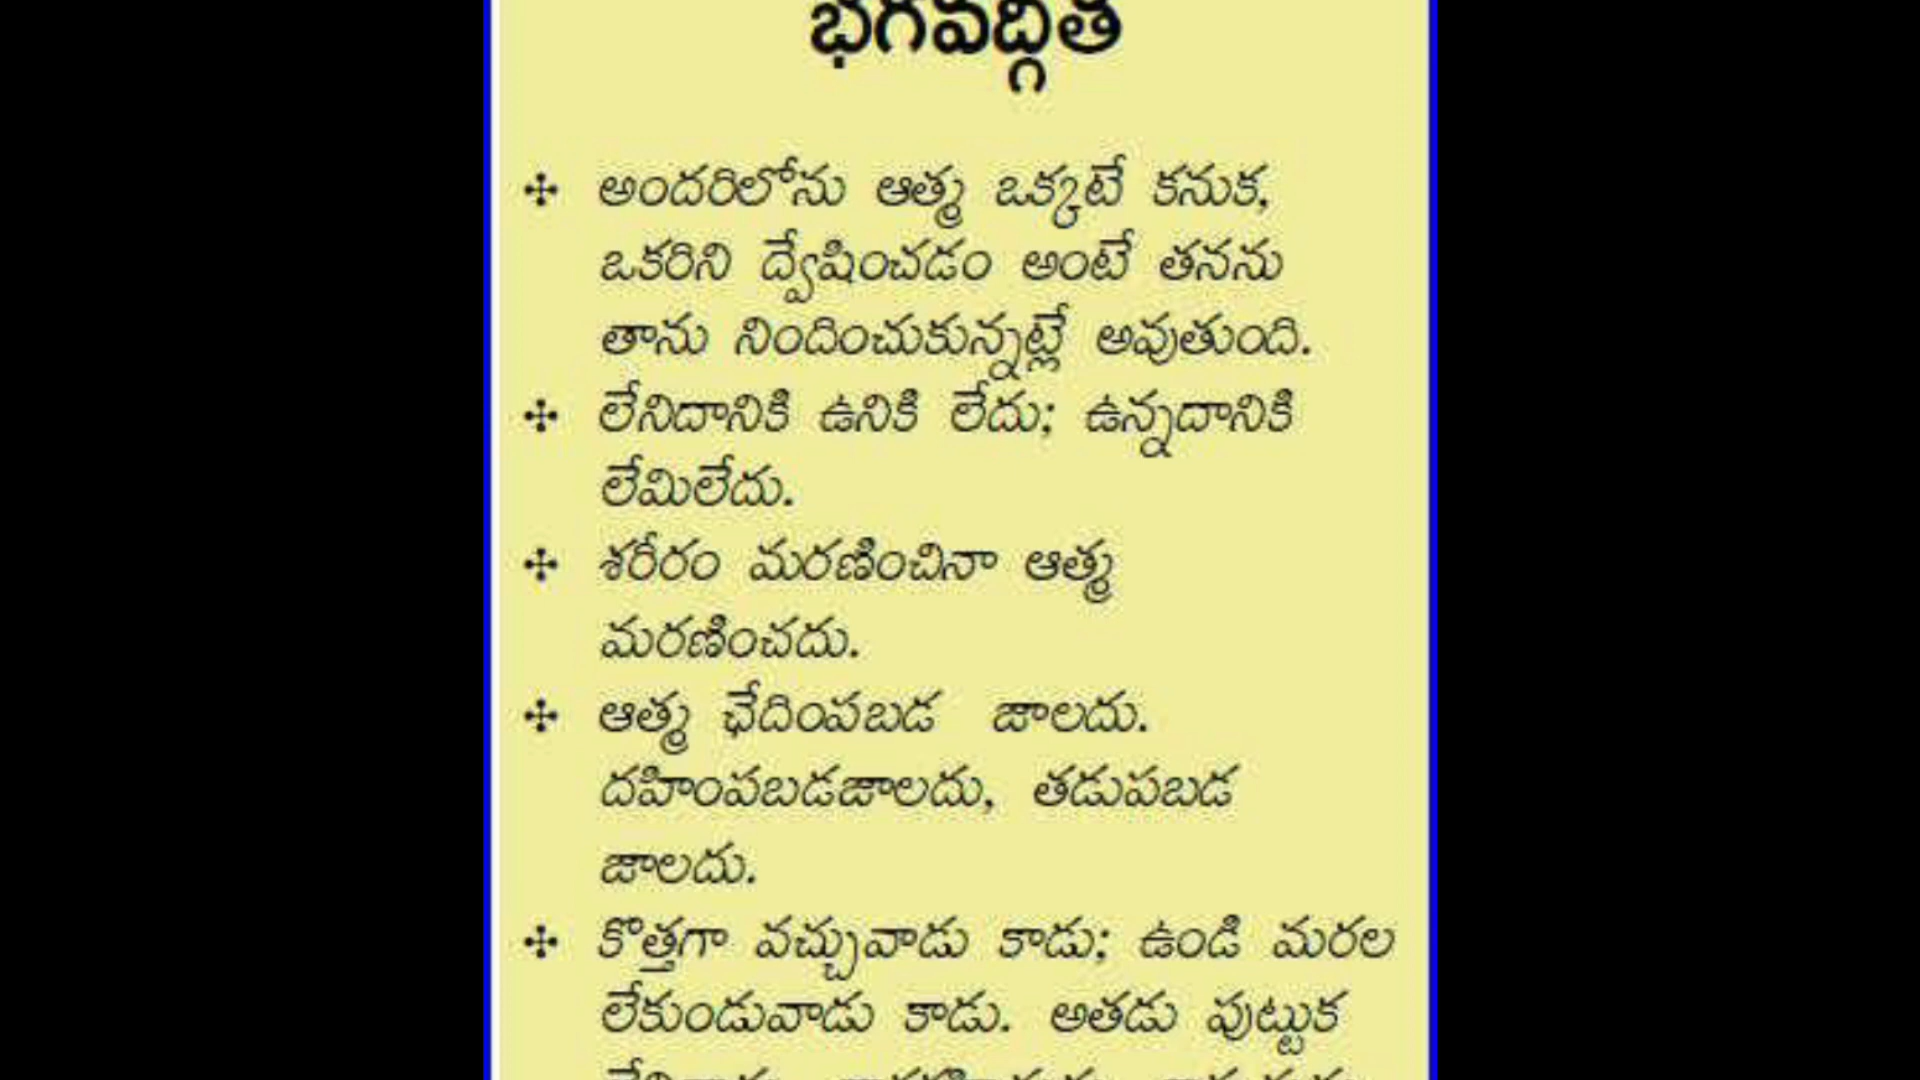 భగవద్గీత
✣ అందరిలోను ఆత్మ ఒక్కటే కనుక,
ఒకరిని ద్వేషించడం అంటే తనను
తాను నిందించుకున్నట్లే అవుతుంది.
✣ లేనిదానికి ఉనికి లేదు; ఉన్నదానికి
లేమిలేదు.
✣ శరీరం మరణించినా ఆత్మ
మరణించదు.
✣ ఆత్మ ఛేదింపబడ జాలదు.
దహింపబడజాలదు, తడుపబడ
జాలదు.
✣ కొత్తగా వచ్చువాడు కాడు; ఉండి మరల
లేకుండువాడు కాడు. అతడు పుట్టుక